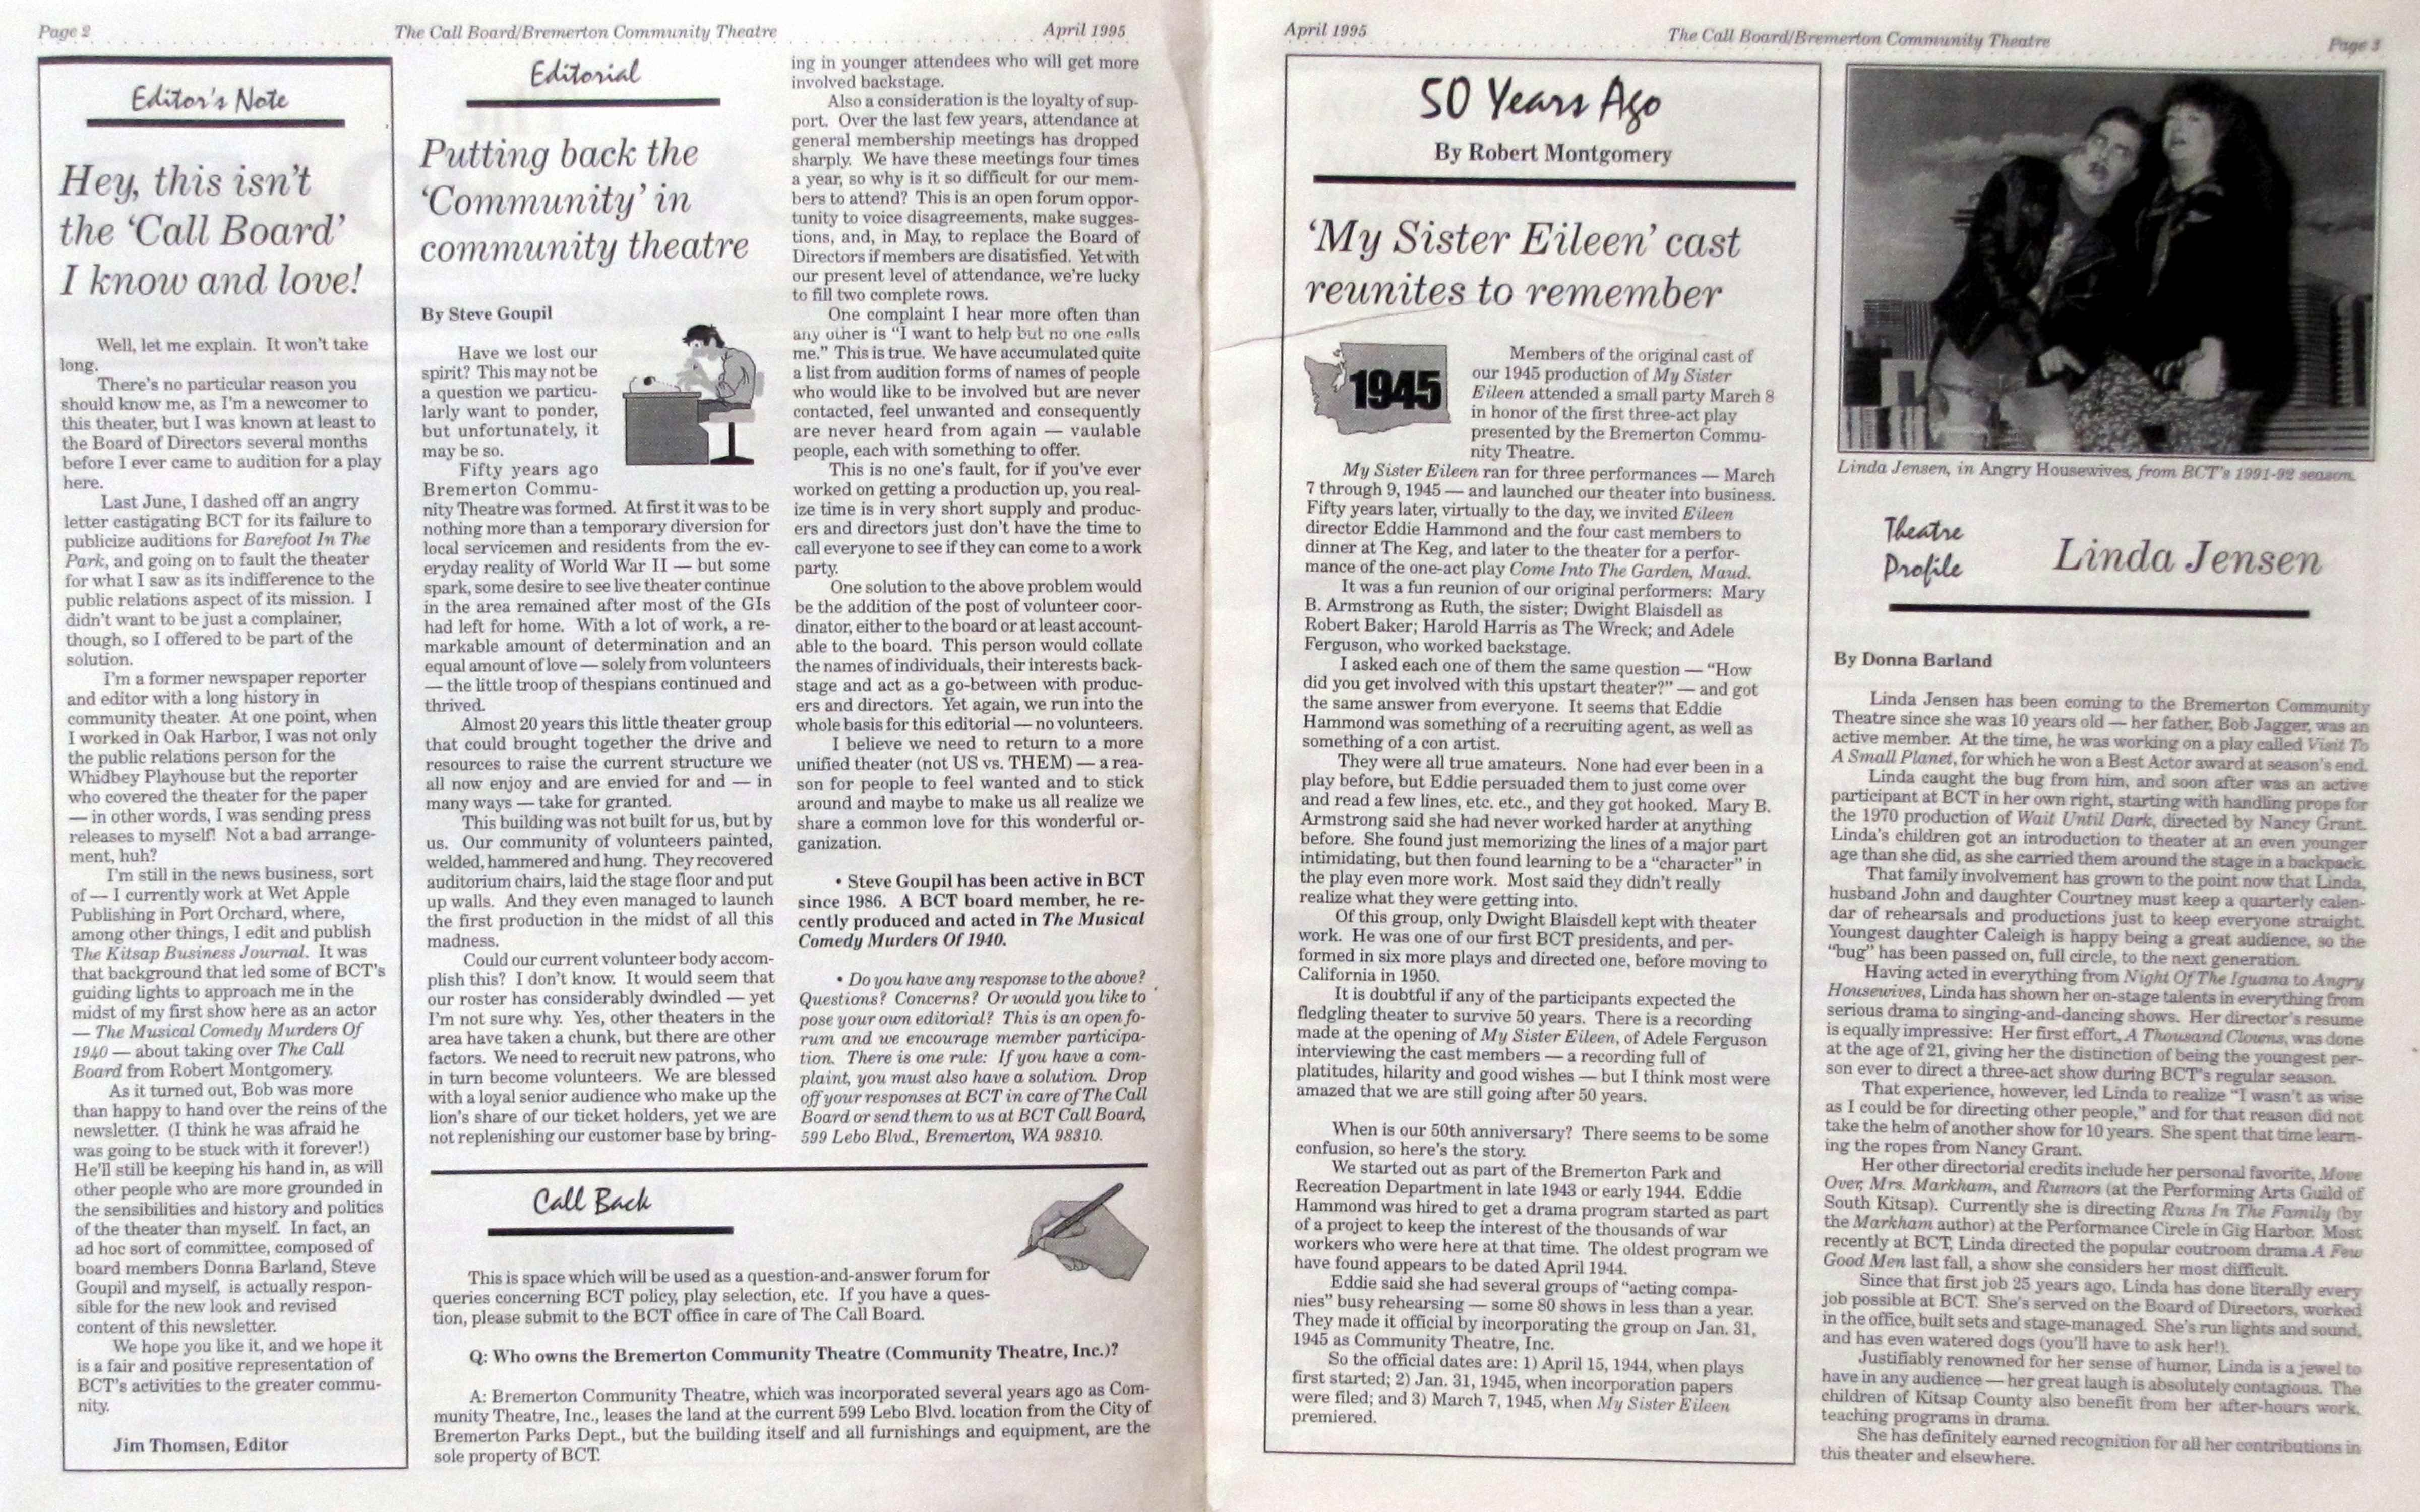 Page 2
The Call Board/Bremerton Community Theatre
April 1995
Editor's Note
Hey, this isn't
the 'Call Board'
I know and love!
Well, let me explain. It won't take
long.
There's no particular reason you
should know me, as I'm a newcomer to
this theater, but I was known at least to
the Board of Directors several months
before I ever came to audition for a play
here.
Last June, I dashed off an angry
letter castigating BCT for its failure to
publicize auditions for Barefoot In The
Park, and going on to fault the theater
for what I saw as its indifference to the
public relations aspect of its mission. I
didn't want to be just a complainer,
though, so I offered to be part of the
solution.
I'm a former newspaper reporter
and editor with a long history in
community theater. At one point, when
I worked in Oak Harbor, I was not only
the public relations person for the
Whidbey Playhouse but the reporter
who covered the theater for the paper
— in other words, I was sending press
releases to myself! Not a bad arrange-
ment, huh?
I'm still in the news business, sort
of — I currently work at Wet Apple
Publishing in Port Orchard, where,
among other things, I edit and publish
The Kitsap Business Journal. It was
that background that led some of BCT's
guiding lights to approach me in the
midst of my first show here as an actor
— The Musical Comedy Murders Of
1940 — about taking over The Call
Board from Robert Montgomery.
As it turned out, Bob was more
than happy to hand over the reins of the
newsletter. (I think he was afraid he
was going to be stuck with it forever!)
He'll still be keeping his hand in, as will
other people who are more grounded in
the sensibilities and history and politics
of the theater than myself. In fact, an
ad hoc sort of committee, composed of
board members Donna Barland, Steve
Goupil and myself, is actually respon-
sible for the new look and revised
content of this newsletter.
We hope you like it, and we hope it
is a fair and positive representation of
BCT's activities to the greater commu-
nity.
Jim Thomsen, Editor
Editorial
Putting back the
'Community' in
community theatre
By Steve Goupil
Have we lost our
spirit? This may not be
a question we particu-
larly want to ponder,
but unfortunately, it
may be so.
Fifty years ago
Bremerton Commu-
nity Theatre was formed. At first it was to be
nothing more than a temporary diversion for
local servicemen and residents from the ev-
eryday reality of World War II — but some
spark, some desire to see live theater continue
in the area remained after most of the GIs
had left for home. With a lot of work, a re-
markable amount of determination and an
equal amount of love — solely from volunteers
— the little troop of thespians continued and
thrived.
Almost 20 years this little theater group
that could brought together the drive and
resources to raise the current structure we
all now enjoy and are envied for and — in
many ways — take for granted.
This building was not built for us, but by
us. Our community of volunteers painted,
welded, hammered and hung. They recovered
auditorium chairs, laid the stage floor and put
up walls. And they even managed to launch
the first production in the midst of all this
madness.
Could our current volunteer body accom-
plish this? I don't know. It would seem that
our roster has considerably dwindled — yet
I'm not sure why. Yes, other theaters in the
area have taken a chunk, but there are other
factors. We need to recruit new patrons, who
in turn become volunteers. We are blessed
with a loyal senior audience who make up the
lion's share of our ticket holders, yet we are
not replenishing our customer base by bring-
ing in younger attendees who will get more
involved backstage.
Also a consideration is the loyalty of sup-
port. Over the last few years, attendance at
general membership meetings has dropped
sharply. We have these meetings four times
a year, so why is it so difficult for our mem-
bers to attend? This is an open forum oppor-
tunity to voice disagreements, make sugges-
tions, and, in May, to replace the Board of
Directors if members are disatisfied. Yet with
our present level of attendance, we're lucky
to fill two complete rows.
One complaint I hear more often than
any other is "I want to help but no one calls
me." This is true. We have accumulated quite
a list from audition forms of names of people
who would like to be involved but are never
contacted, feel unwanted and consequently
are never heard from again — vaulable
people, each with something to offer.
This is no one's fault, for if you've ever
worked on getting a production up, you real-
ize time is in very short supply and produc-
ers and directors just don't have the time to
call everyone to see if they can come to a work
party.
One solution to the above problem would
be the addition of the post of volunteer coor-
dinator, either to the board or at least account-
able to the board. This person would collate
the names of individuals, their interests back-
stage and act as a go-between with produc-
ers and directors. Yet again, we run into the
whole basis for this editorial — no volunteers.
I believe we need to return to a more
unified theater (not US vs. THEM) — a rea-
son for people to feel wanted and to stick
around and maybe to make us all realize we
share a common love for this wonderful or-
ganization.
• Steve Goupil has been active in BCT
since 1986. A BCT board member, he re-
cently produced and acted in The Musical
Comedy Murders Of 1940.
• Do you have any response to the above?
Questions? Concerns? Or would you like to
pose your own editorial? This is an open fo-
rum and we encourage member participa-
tion. There is one rule: If you have a com-
plaint, you must also have a solution. Drop
off your responses at BCT in care of The Call
Board or send them to us at BCT Call Board,
599 Lebo Blvd., Bremerton, WA 98310.
Call Back
This is space which will be used as a question-and-answer forum for
queries concerning BCT policy, play selection, etc. If you have a ques-
tion, please submit to the BCT office in care of The Call Board.
Q: Who owns the Bremerton Community Theatre (Community Theatre, Inc.)?
A: Bremerton Community Theatre, which was incorporated several years ago as Com-
munity Theatre, Inc., leases the land at the current 599 Lebo Blvd. location from the City of
Bremerton Parks Dept., but the building itself and all furnishings and equipment, are the
sole property of BCT.
April 1995
The Call Board/Bremerton Community Theatre
Page 3
50 Years Ago
By Robert Montgomery
'My Sister Eileen' cast
reunites to remember
1945
Members of the original cast of
our 1945 production of My Sister
Eileen attended a small party March 8
in honor of the first three-act play
presented by the Bremerton Commu-
nity Theatre.
My Sister Eileen ran for three performances — March
7 through 9, 1945 — and launched our theater into business.
Fifty years later, virtually to the day, we invited Eileen
director Eddie Hammond and the four cast members to
dinner at The Keg, and later to the theater for a perfor-
mance of the one-act play Come Into The Garden, Maud.
It was a fun reunion of our original performers: Mary
B. Armstrong as Ruth, the sister; Dwight Blaisdell as
Robert Baker; Harold Harris as The Wreck; and Adele
Ferguson, who worked backstage.
I asked each one of them the same question — "How
did you get involved with this upstart theater?" — and got
the same answer from everyone. It seems that Eddie
Hammond was something of a recruiting agent, as well as
something of a con artist.
They were all true amateurs. None had ever been in a
play before, but Eddie persuaded them to just come over
and read a few lines, etc. etc., and they got hooked. Mary B.
Armstrong said she had never worked harder at anything
before. She found just memorizing the lines of a major part
intimidating, but then found learning to be a "character" in
the play even more work. Most said they didn't really
realize what they were getting into.
Of this group, only Dwight Blaisdell kept with theater
work. He was one of our first BCT presidents, and per-
formed in six more plays and directed one, before moving to
California in 1950.
It is doubtful if any of the participants expected the
fledgling theater to survive 50 years. There is a recording
made at the opening of My Sister Eileen, of Adele Ferguson
interviewing the cast members — a recording full of
platitudes, hilarity and good wishes — but I think most were
amazed that we are still going after 50 years.
When is our 50th anniversary? There seems to be some
confusion, so here's the story.
We started out as part of the Bremerton Park and
Recreation Department in late 1943 or early 1944. Eddie
Hammond was hired to get a drama program started as part
of a project to keep the interest of the thousands of war
workers who were here at that time. The oldest program we
have found appears to be dated April 1944.
Eddie said she had several groups of "acting compa-
nies" busy rehearsing — some 80 shows in less than a year.
They made it official by incorporating the group on Jan. 31,
1945 as Community Theatre, Inc.
So the official dates are: 1) April 15, 1944, when plays
first started; 2) Jan. 31, 1945, when incorporation papers
were filed; and 3) March 7, 1945, when My Sister Eileen
premiered.
Linda Jensen, in Angry Housewives, from BCT's 1991-92 season.
Theatre
Profile
Linda Jensen
By Donna Barland
Linda Jensen has been coming to the Bremerton Community
Theatre since she was 10 years old — her father, Bob Jagger, was an
active member. At the time, he was working on a play called Visit To
A Small Planet, for which he won a Best Actor award at season's end.
Linda caught the bug from him, and soon after was an active
participant at BCT in her own right, starting with handling props for
the 1970 production of Wait Until Dark, directed by Nancy Grant.
Linda's children got an introduction to theater at an even younger
age than she did, as she carried them around the stage in a backpack.
That family involvement has grown to the point now that Linda,
husband John and daughter Courtney must keep a quarterly calen-
dar of rehearsals and productions just to keep everyone straight.
Youngest daughter Caleigh is happy being a great audience, so the
"bug" has been passed on, full circle, to the next generation.
Having acted in everything from Night Of The Iguana to Angry
Housewives, Linda has shown her on-stage talents in everything from
serious drama to singing-and-dancing shows. Her director's resume
is equally impressive: Her first effort, A Thousand Clowns, was done
at the age of 21, giving her the distinction of being the youngest per-
son ever to direct a three-act show during BCT's regular season.
That experience, however, led Linda to realize "I wasn't as wise
as I could be for directing other people," and for that reason did not
take the helm of another show for 10 years. She spent that time learn-
ing the ropes from Nancy Grant.
Her other directorial credits include her personal favorite, Move
Over, Mrs. Markham, and Rumors (at the Performing Arts Guild of
South Kitsap). Currently she is directing Runs In The Family (by
the Markham author) at the Performance Circle in Gig Harbor. Most
recently at BCT, Linda directed the popular coutroom drama A Few
Good Men last fall, a show she considers her most difficult.
Since that first job 25 years ago, Linda has done literally every
job possible at BCT. She's served on the Board of Directors, worked
in the office, built sets and stage-managed. She's run lights and sound,
and has even watered dogs (you'll have to ask her!).
Justifiably renowned for her sense of humor, Linda is a jewel to
have in any audience — her great laugh is absolutely contagious. The
children of Kitsap County also benefit from her after-hours work,
teaching programs in drama.
She has definitely earned recognition for all her contributions in
this theater and elsewhere.